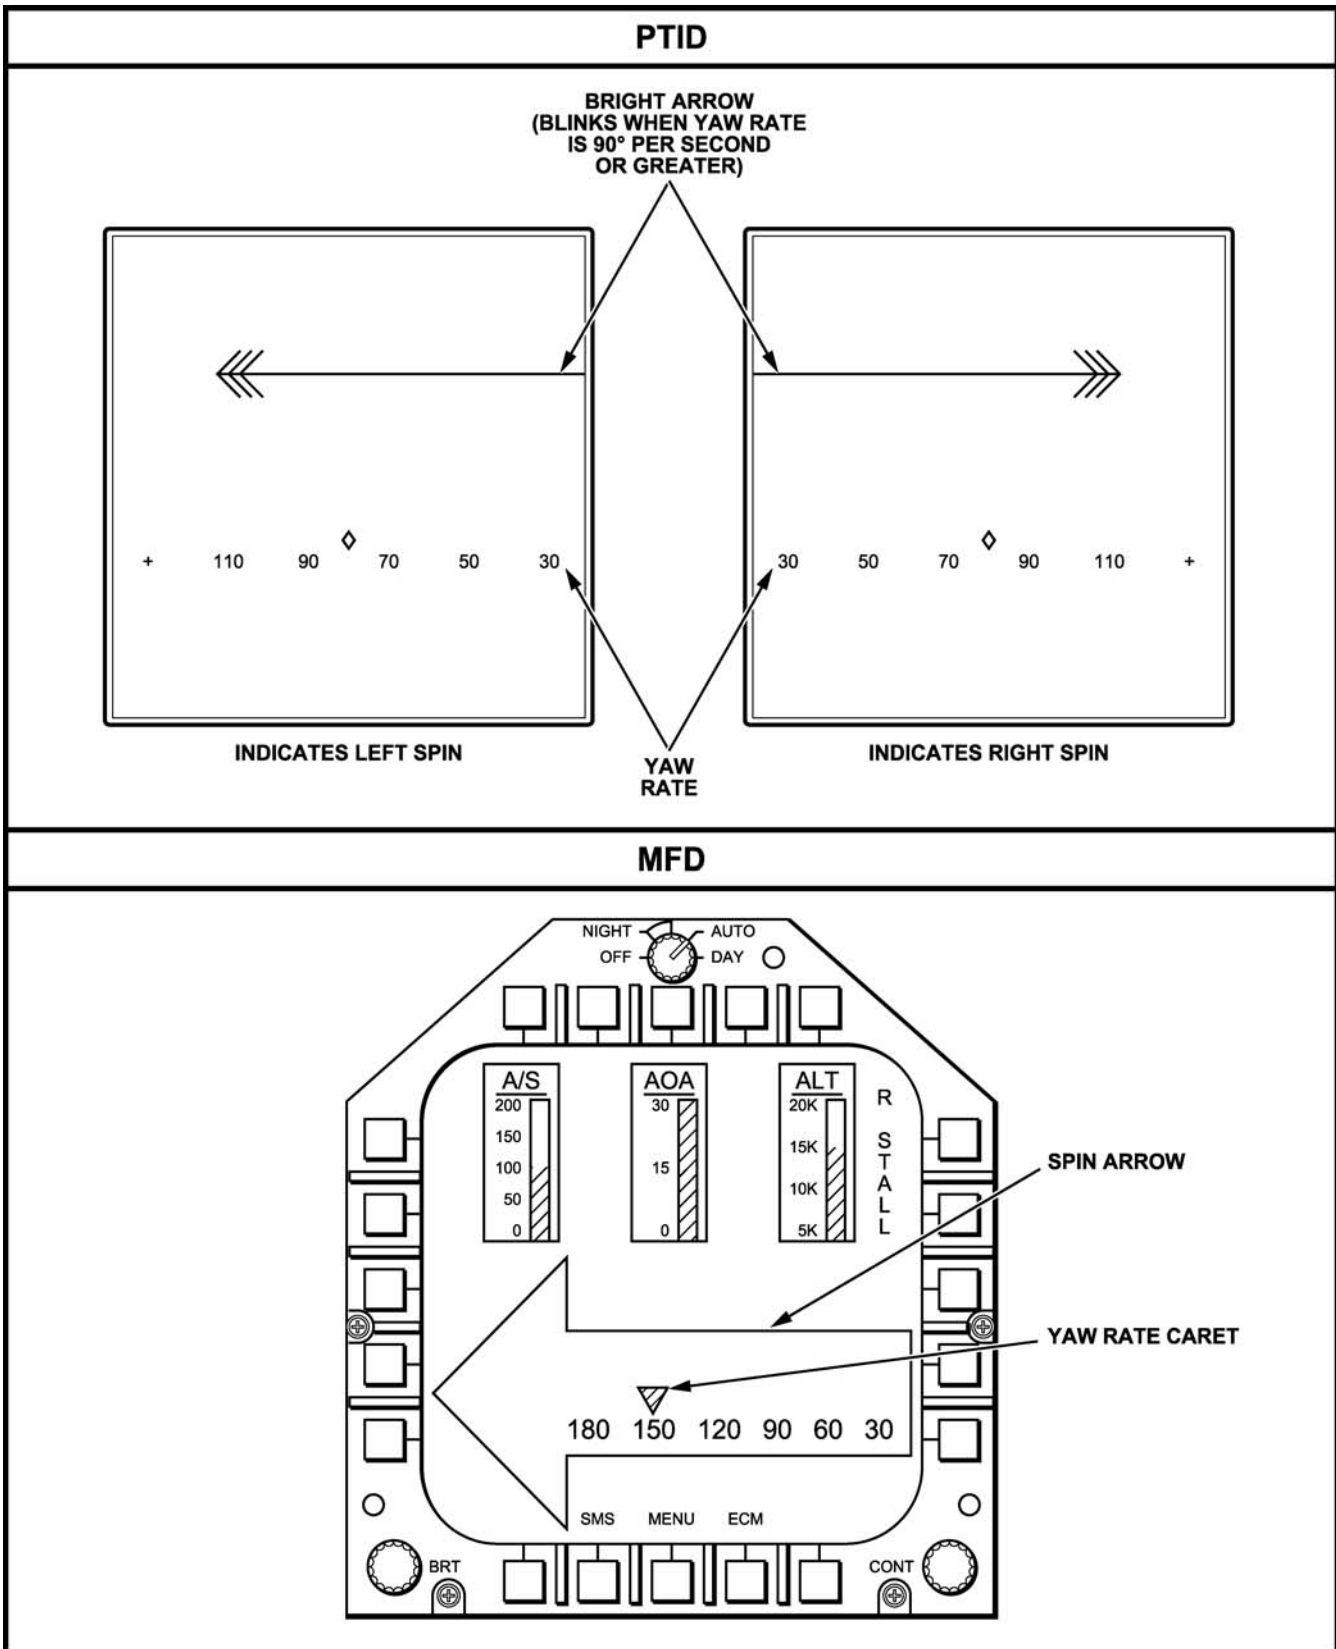 PTID
BRIGHT ARROW
(BLINKS WHEN YAW RATE
IS 90° PER SECOND
OR GREATER)
+ 110 90 70 50 30
30 50 70 90 110 +
INDICATES LEFT SPIN
INDICATES RIGHT SPIN
YAW
RATE
MFD
NIGHT
AUTO
OFF
DAY
A/S
200
150
100
50
0
AOA
30
15
0
ALT
20K
15K
10K
5K
R
S
T
A
L
L
SPIN ARROW
YAW RATE CARET
180 150 120 90 60 30
SMS MENU ECM
BRT
CONT